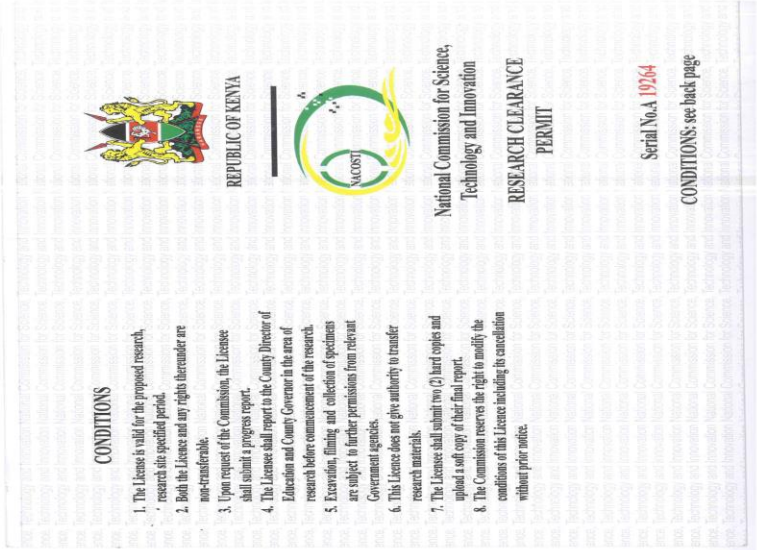 CONDITIONS
1. The License is valid for the proposed research,
research site specified period.
2. Both the Licence and any rights thereunder are
non-transferable.
3. Upon request of the Commission, the Licensee
shall submit a progress report.
4. The Licensee shall report to the County Director of
Education and County Governor in the area of
research before commencement of the research.
5. Excavation, filming and collection of specimens
are subject to further permissions from relevant
Government agencies.
6. This Licence does not give authority to transfer
research materials.
7. The Licensee shall submit two (2) hard copies and
upload a soft copy of their final report.
8. The Commission reserves the right to modify the
conditions of this Licence including its cancellation
without prior notice.
REPUBLIC OF KENYA
NACOSTI
National Commission for Science,
Technology and Innovation
RESEARCH CLEARANCE
PERMIT
Serial No.A 19264
CONDITIONS: see back page